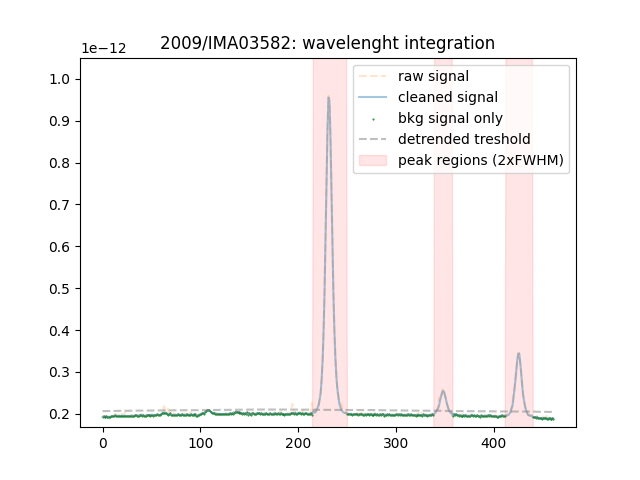 2009/IMA03582: wavelenght integration
1e−12
1.0
0.9
0.8
0.7
0.6
0.5
0.4
0.3
0.2
raw signal
cleaned signal
bkg signal only
detrended treshold
peak regions (2xFWHM)
0 100 200 300 400